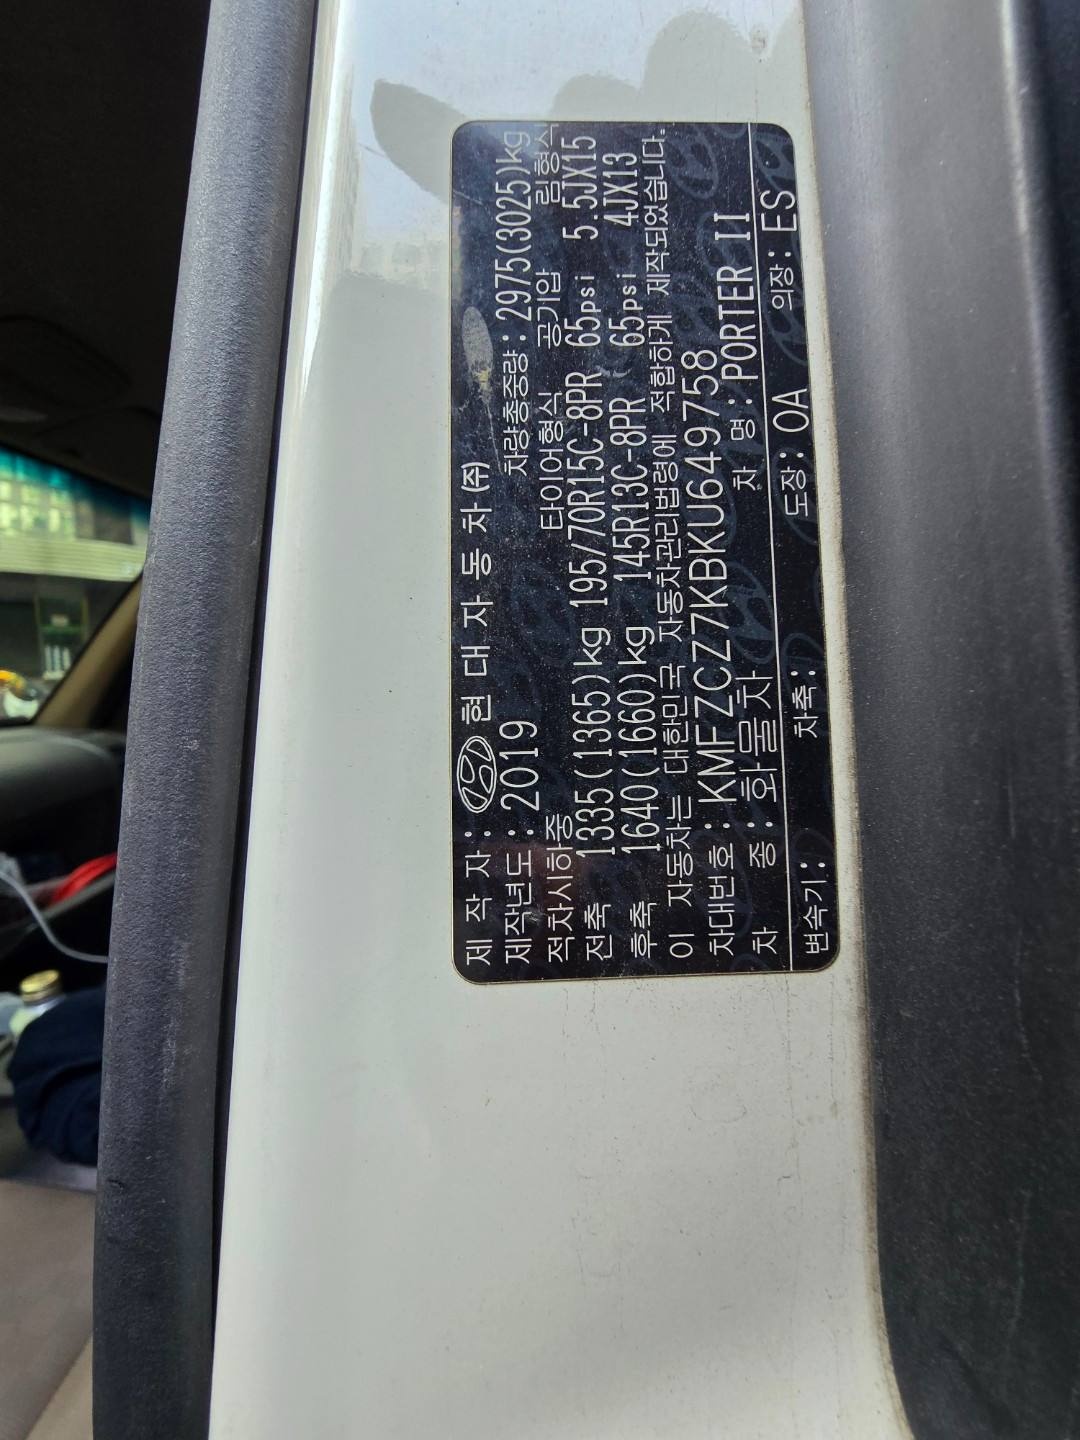 제 작 자: 현 대 자 동 차 (주)
제작년도: 2019 차량총중량: 2975(3025)kg
적차시하중 타이어형식 공기압 림형식
전축 1335(1365)kg 195/70R15C-8PR 65psi 5.5JX15
후축 1640(1660)kg 145R13C-8PR 65psi 4JX13
이 자동차는 대한민국 자동차관리법령에 적합하게 제작되었습니다.
차대번호: KMFZCZ7KBKU649758
차 종: 화물차 차 명: PORTER II
변속기: 차축: 도장: OA 의장: ES